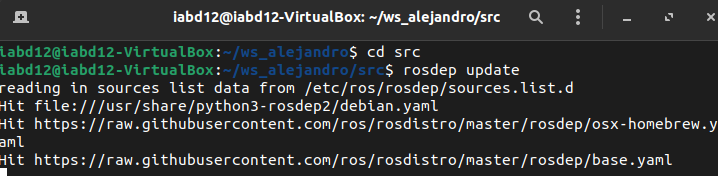 iabd12@iabd12-VirtualBox: ~/ws_alejandro/src
iabd12@iabd12-VirtualBox:~/ws_alejandro$ cd src
iabd12@iabd12-VirtualBox:~/ws_alejandro/src$ rosdep update
reading in sources list data from /etc/ros/rosdep/sources.list.d
Hit file:///usr/share/python3-rosdep2/debian.yaml
Hit https://raw.githubusercontent.com/ros/rosdistro/master/rosdep/osx-homebrew.y
aml
Hit https://raw.githubusercontent.com/ros/rosdistro/master/rosdep/base.yaml